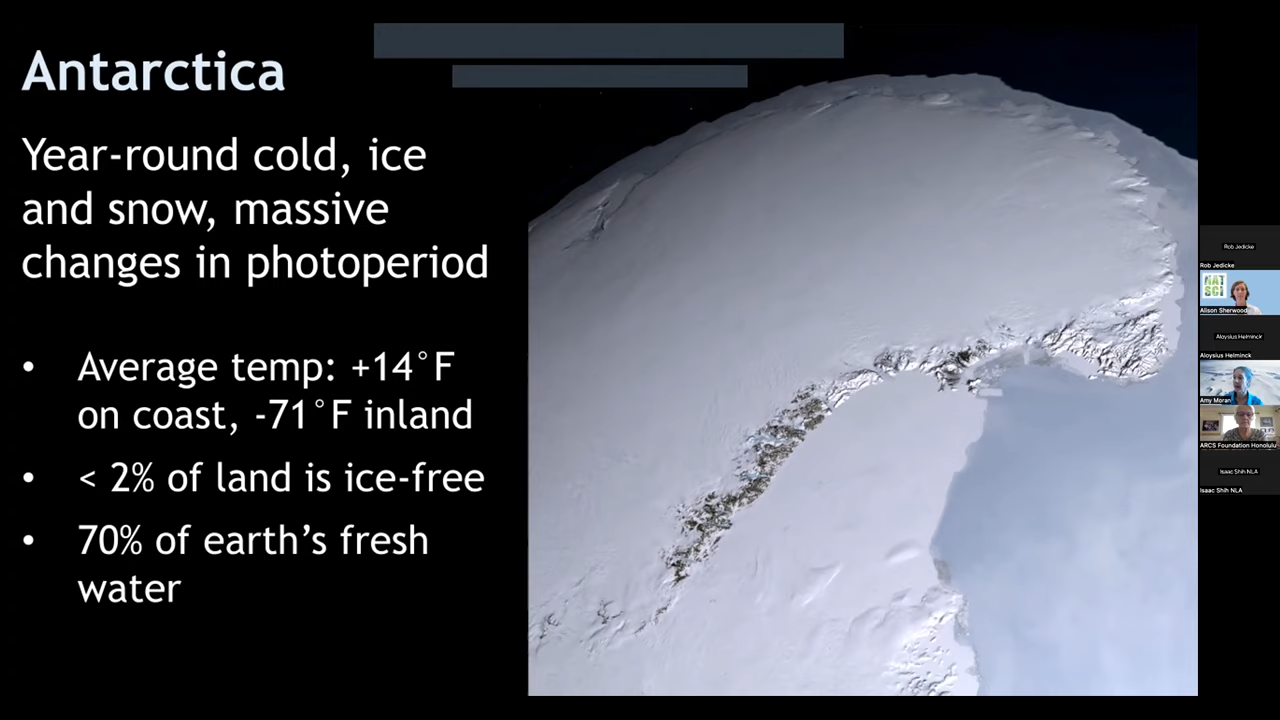 Antarctica
Year-round cold, ice
and snow, massive
changes in photoperiod
• Average temp: +14°F
on coast, -71°F inland
• < 2% of land is ice-free
• 70% of earth’s fresh
water
Rob Jedicke
Rob Jedicke
NAT
SCI
Alison Sherwood
Aloysius Helminck
Aloysius Helminck
Amy Moran
ARCS Foundation Honolulu
Isaac Shih NLA
Isaac Shih NLA